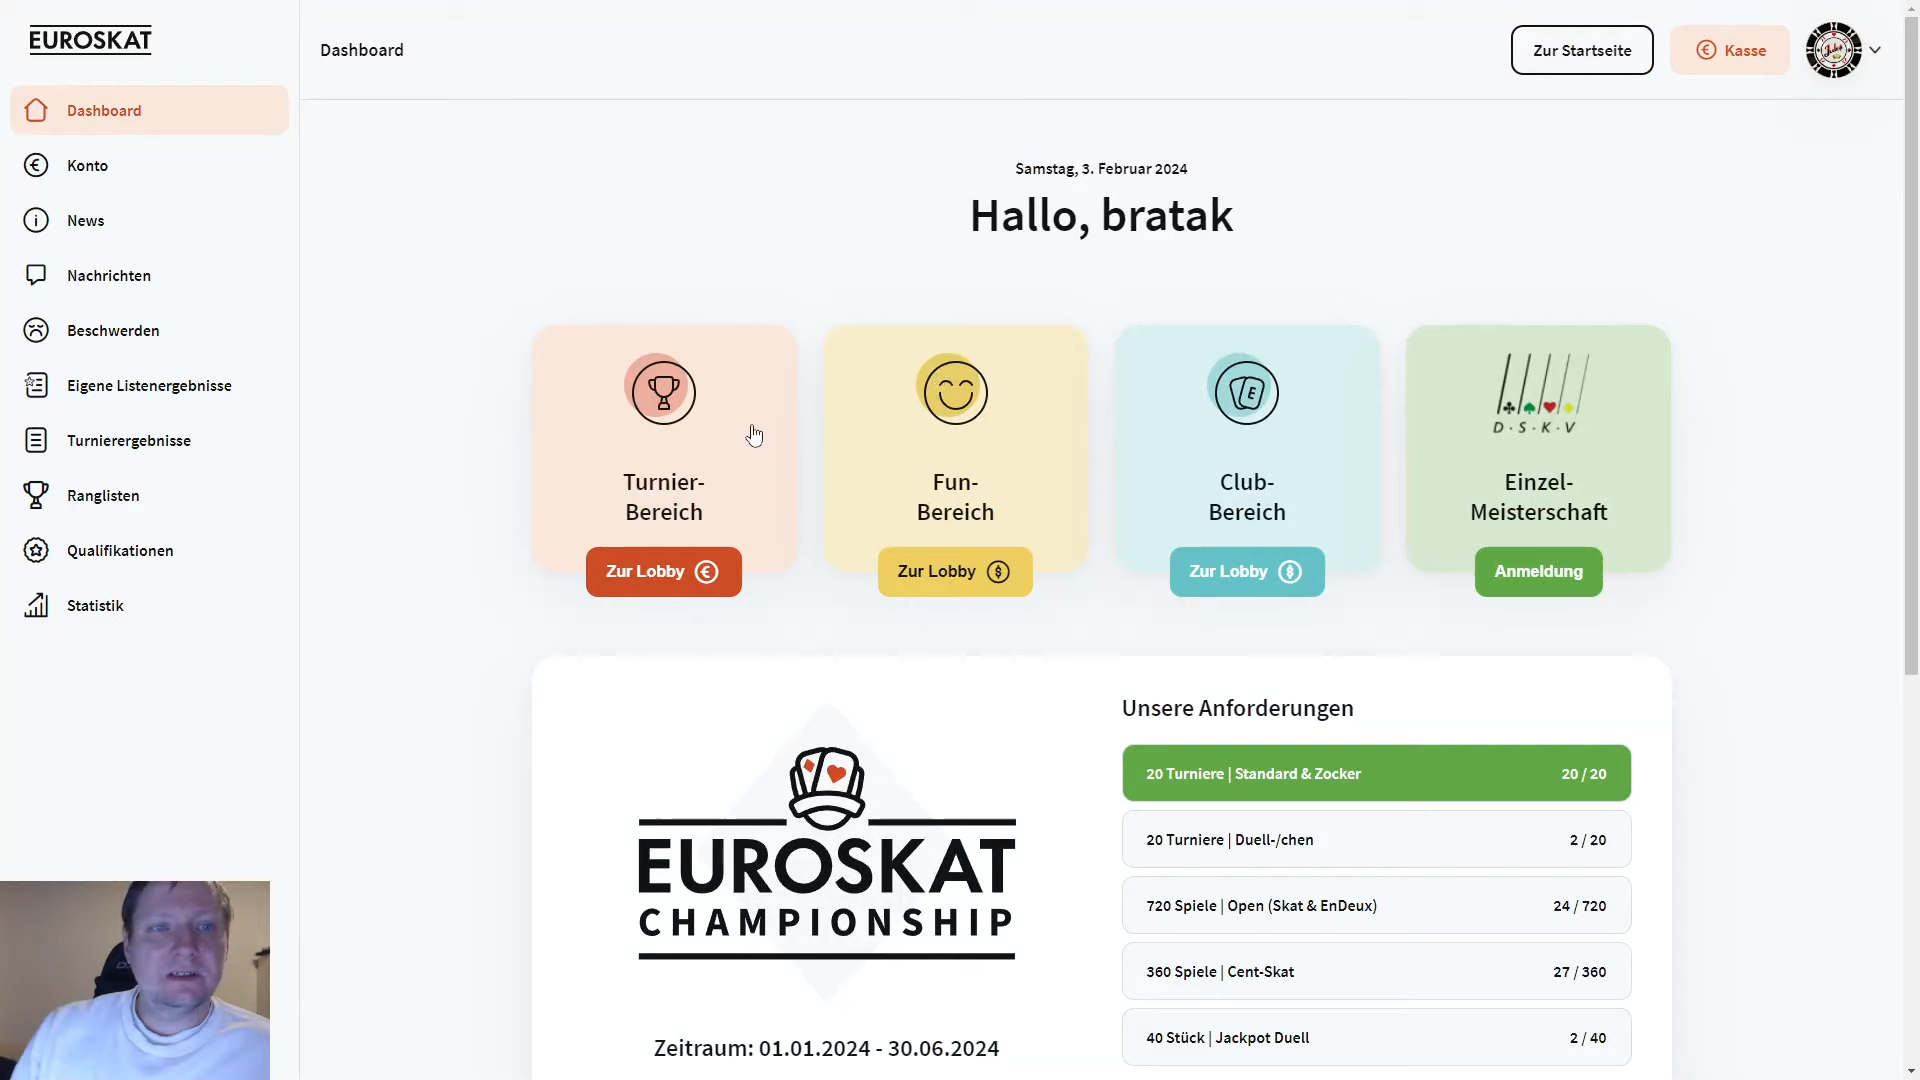 EUROSKAT
Dashboard
Zur Startseite
Kasse
Dashboard
Konto
News
Nachrichten
Beschwerden
Eigene Listenergebnisse
Turnierergebnisse
Ranglisten
Qualifikationen
Statistik
Samstag, 3. Februar 2024
Hallo, bratak
Turnier-
Bereich
Zur Lobby
Fun-
Bereich
Zur Lobby
Club-
Bereich
Zur Lobby
D·S·K·V
Einzel-
Meisterschaft
Anmeldung
EUROSKAT
CHAMPIONSHIP
Zeitraum: 01.01.2024 - 30.06.2024
Unsere Anforderungen
20 Turniere | Standard & Zocker 20 / 20
20 Turniere | Duell-/chen 2 / 20
720 Spiele | Open (Skat & EnDeux) 24 / 720
360 Spiele | Cent-Skat 27 / 360
40 Stück | Jackpot Duell 2 / 40